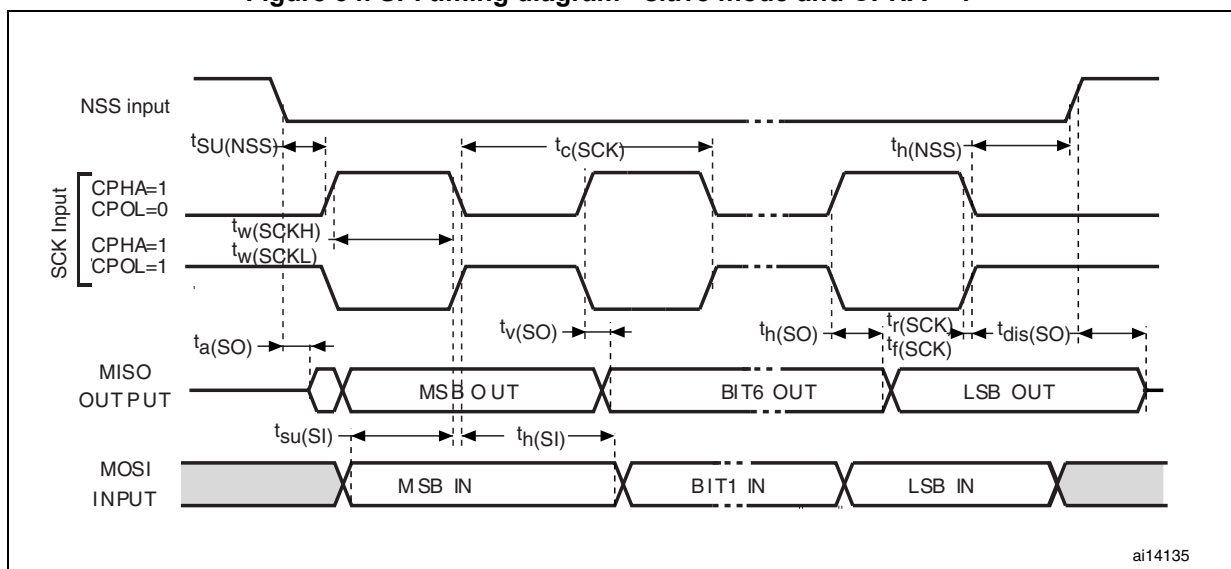 NSS input
tSU(NSS)
tc(SCK)
th(NSS)
SCK Input
CPHA=1
CPOL=0
tw(SCKH)
tw(SCKL)
CPHA=1
CPOL=1
ta(SO)
tv(SO)
th(SO)
tr(SCK)
tf(SCK)
tdis(SO)
MISO
OUTPUT
MSB OUT
BIT6 OUT
LSB OUT
tsu(SI)
th(SI)
MOSI
INPUT
MSB IN
BIT1 IN
LSB IN
ai14135